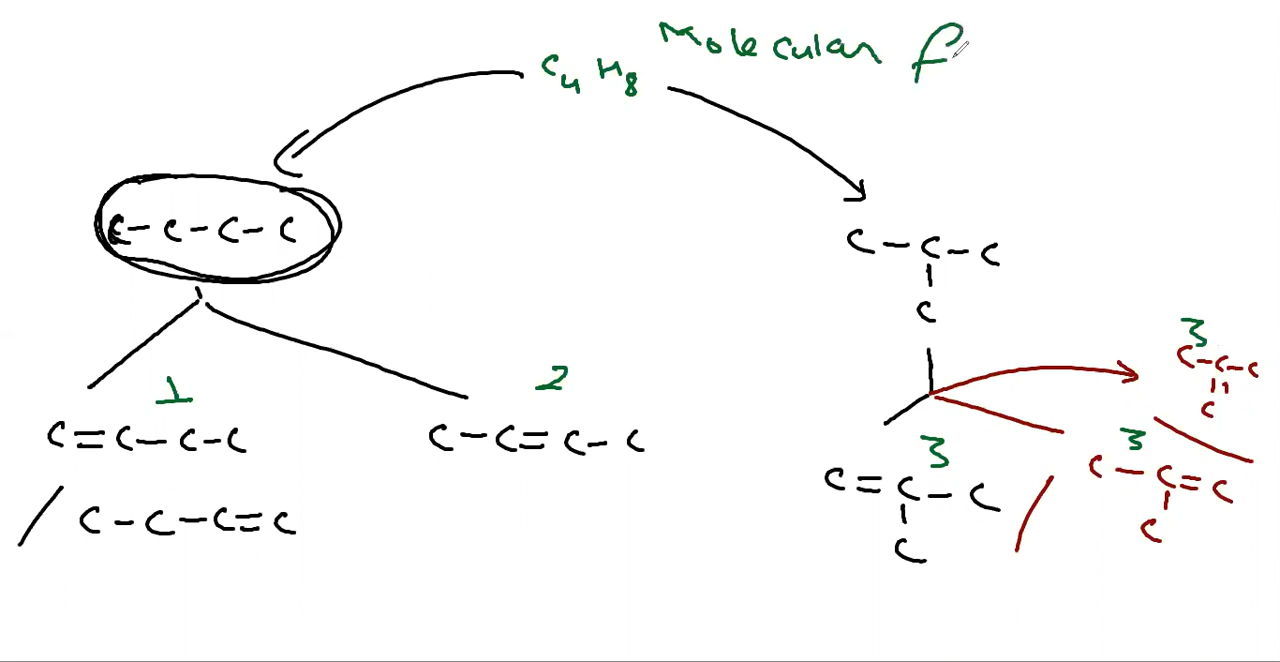 Molecular f
C₄H₈
C-C-C-C
C-C-C
C
1
2
3
3
3
C=C-C-C
C-C=C-C
C=C-C
C
C-C=C
C
C-C-C
C
C-C-C=C